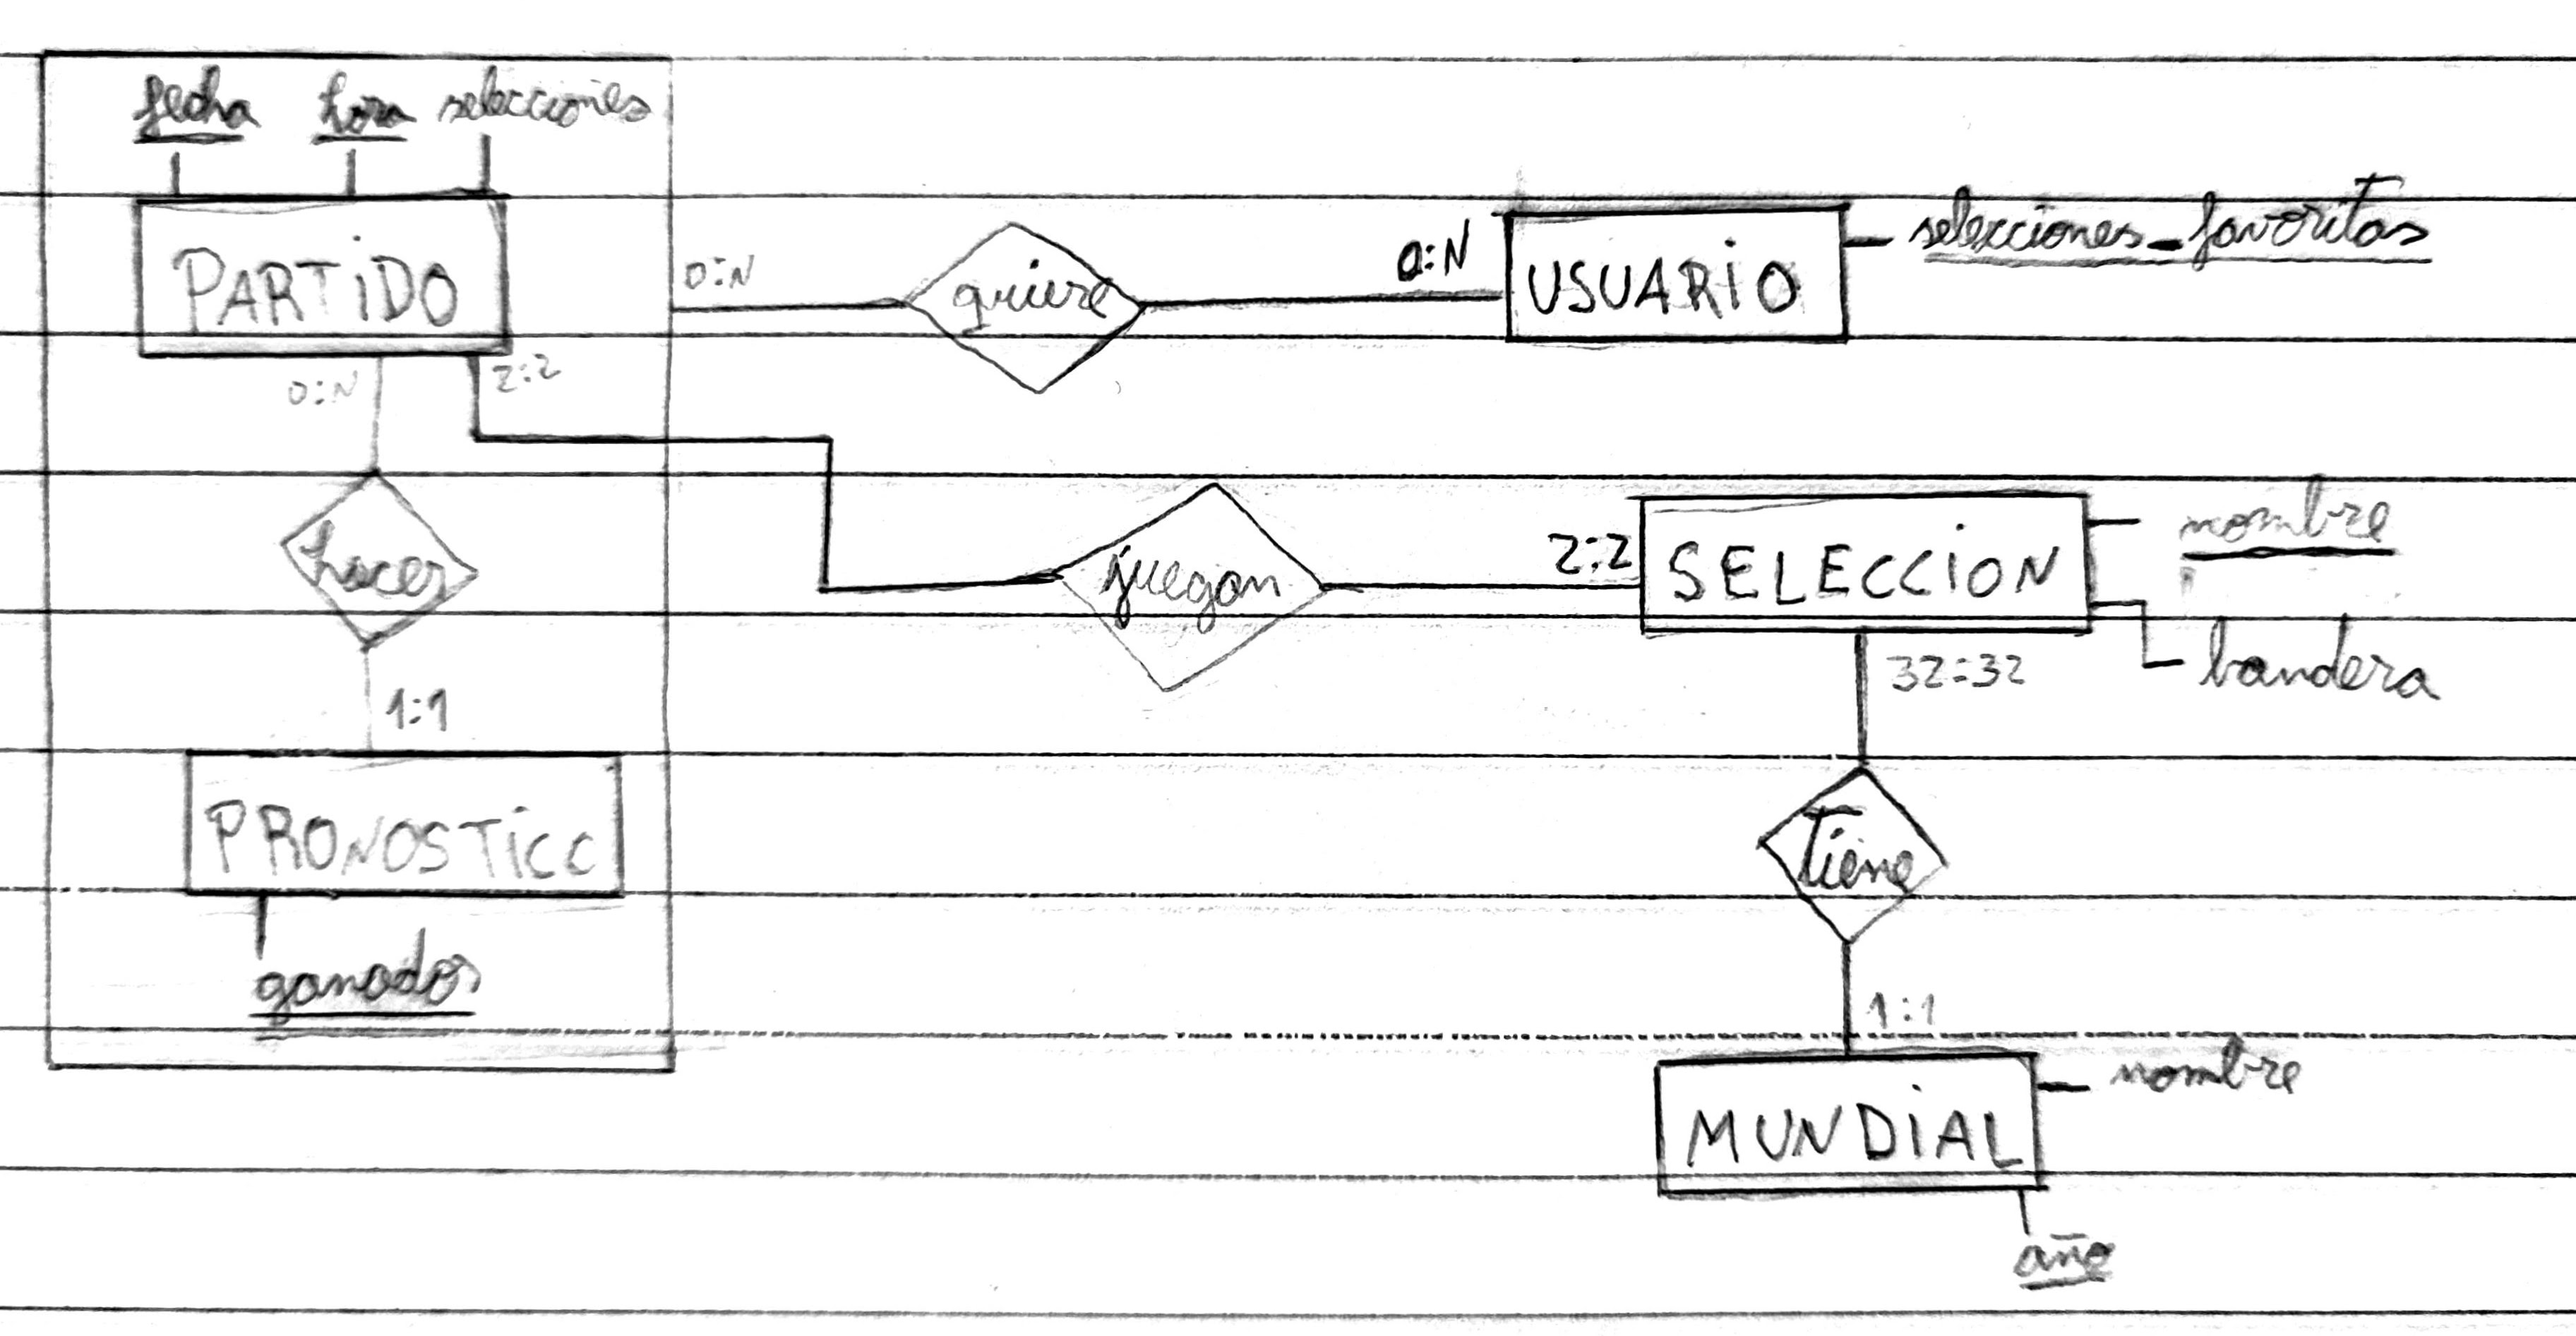 fecha hora selecciones
PARTIDO
0:N quiere 0:N
USUARIO
selecciones_favoritas
0:N 2:2
hacer
juegan
2:2 SELECCION
nombre
bandera
32:32
1:1
PRONOSTICO
ganador
Tiene
1:1
MUNDIAL
nombre
año